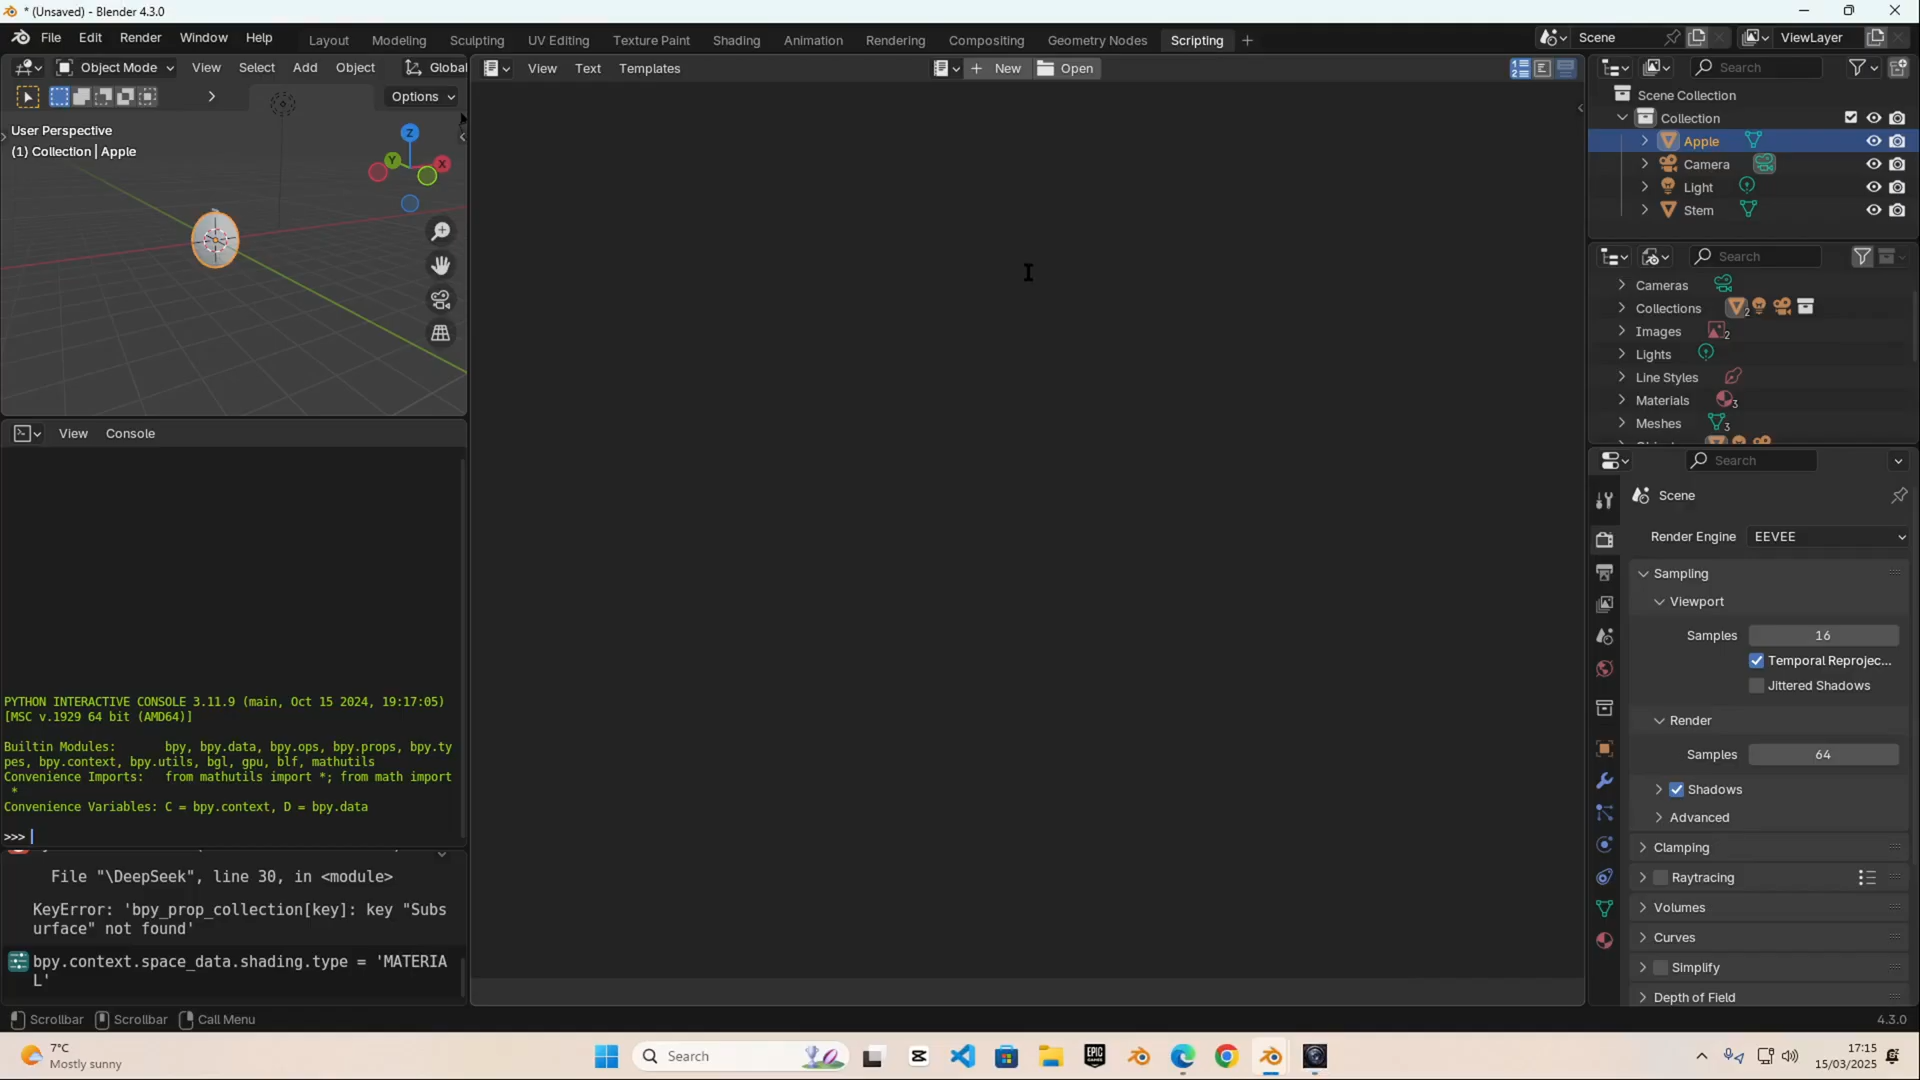 * (Unsaved) - Blender 4.3.0
File Edit Render Window Help Layout Modeling Sculpting UV Editing Texture Paint Shading Animation Rendering Compositing Geometry Nodes Scripting + Scene ViewLayer
Object Mode View Select Add Object Global
View Text Templates New Open
Search
Options
User Perspective
(1) Collection | Apple
Z
Y X
Scene Collection
Collection
Apple
Camera
Light
Stem
Search
Cameras
Collections 2
Images 2
Lights
Line Styles
Materials 3
Meshes 3
View Console
PYTHON INTERACTIVE CONSOLE 3.11.9 (main, Oct 15 2024, 19:17:05)
[MSC v.1929 64 bit (AMD64)]
Builtin Modules: bpy, bpy.data, bpy.ops, bpy.props, bpy.ty
pes, bpy.context, bpy.utils, bgl, gpu, blf, mathutils
Convenience Imports: from mathutils import *; from math import
*
Convenience Variables: C = bpy.context, D = bpy.data
>>>
File "\DeepSeek", line 30, in <module>
KeyError: 'bpy_prop_collection[key]: key "Subs
urface" not found'
bpy.context.space_data.shading.type = 'MATERIA
L'
Search
Scene
Render Engine EEVEE
Sampling
Viewport
Samples 16
Temporal Reprojec...
Jittered Shadows
Render
Samples 64
Shadows
Advanced
Clamping
Raytracing
Volumes
Curves
Simplify
Depth of Field
Scrollbar Scrollbar Call Menu 4.3.0
7°C
Mostly sunny
Search
EPIC
GAMES
17:15
15/03/2025